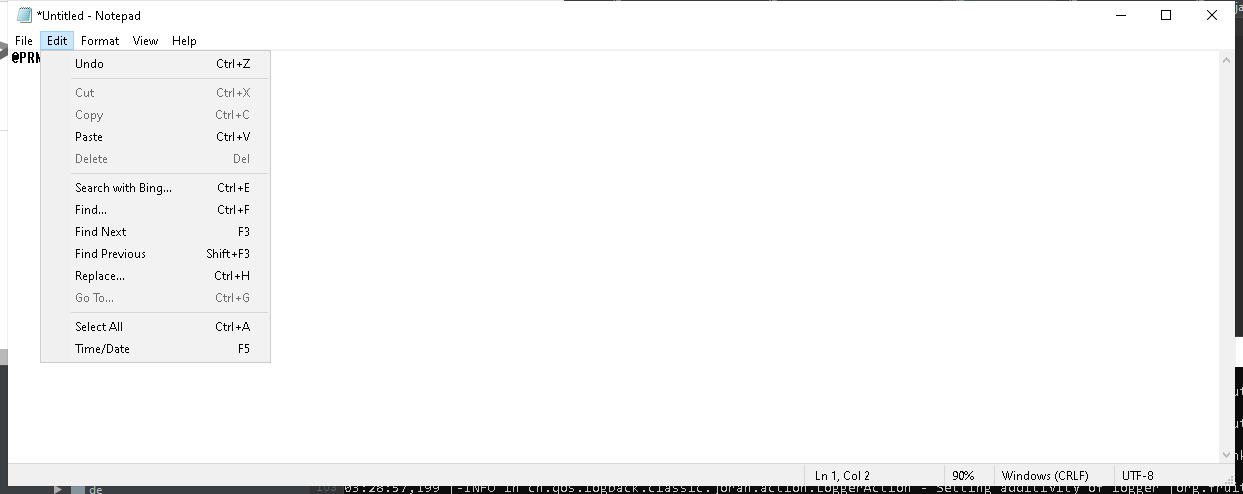 *Untitled - Notepad
File Edit Format View Help
Undo Ctrl+Z
Cut Ctrl+X
Copy Ctrl+C
Paste Ctrl+V
Delete Del
Search with Bing... Ctrl+E
Find... Ctrl+F
Find Next F3
Find Previous Shift+F3
Replace... Ctrl+H
Go To... Ctrl+G
Select All Ctrl+A
Time/Date F5
Ln 1, Col 2 90% Windows (CRLF) UTF-8
de 03:28:57,199 |-INFO in ch.qos.logback.classic.joran.action.LoggerAction - Setting additivity of logger